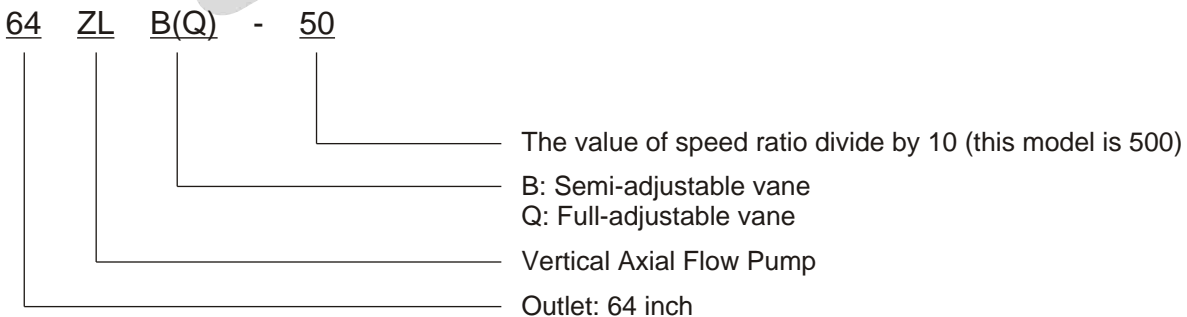 64 ZL B(Q) - 50
The value of speed ratio divide by 10 (this model is 500)
B: Semi-adjustable vane
Q: Full-adjustable vane
Vertical Axial Flow Pump
Outlet: 64 inch